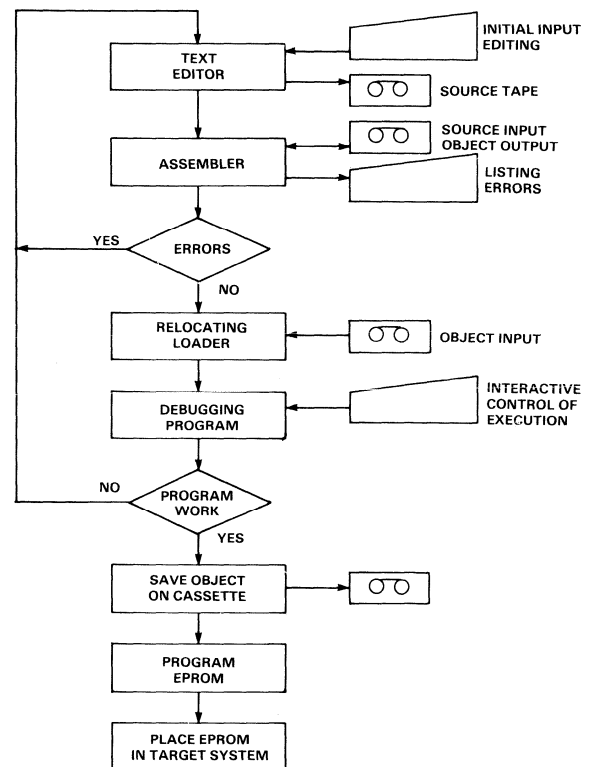 INITIAL INPUT
EDITING
TEXT
EDITOR
SOURCE TAPE
SOURCE INPUT
OBJECT OUTPUT
ASSEMBLER
LISTING
ERRORS
YES
ERRORS
NO
RELOCATING
LOADER
OBJECT INPUT
INTERACTIVE
CONTROL OF
EXECUTION
DEBUGGING
PROGRAM
NO
PROGRAM
WORK
YES
SAVE OBJECT
ON CASSETTE
PROGRAM
EPROM
PLACE EPROM
IN TARGET SYSTEM